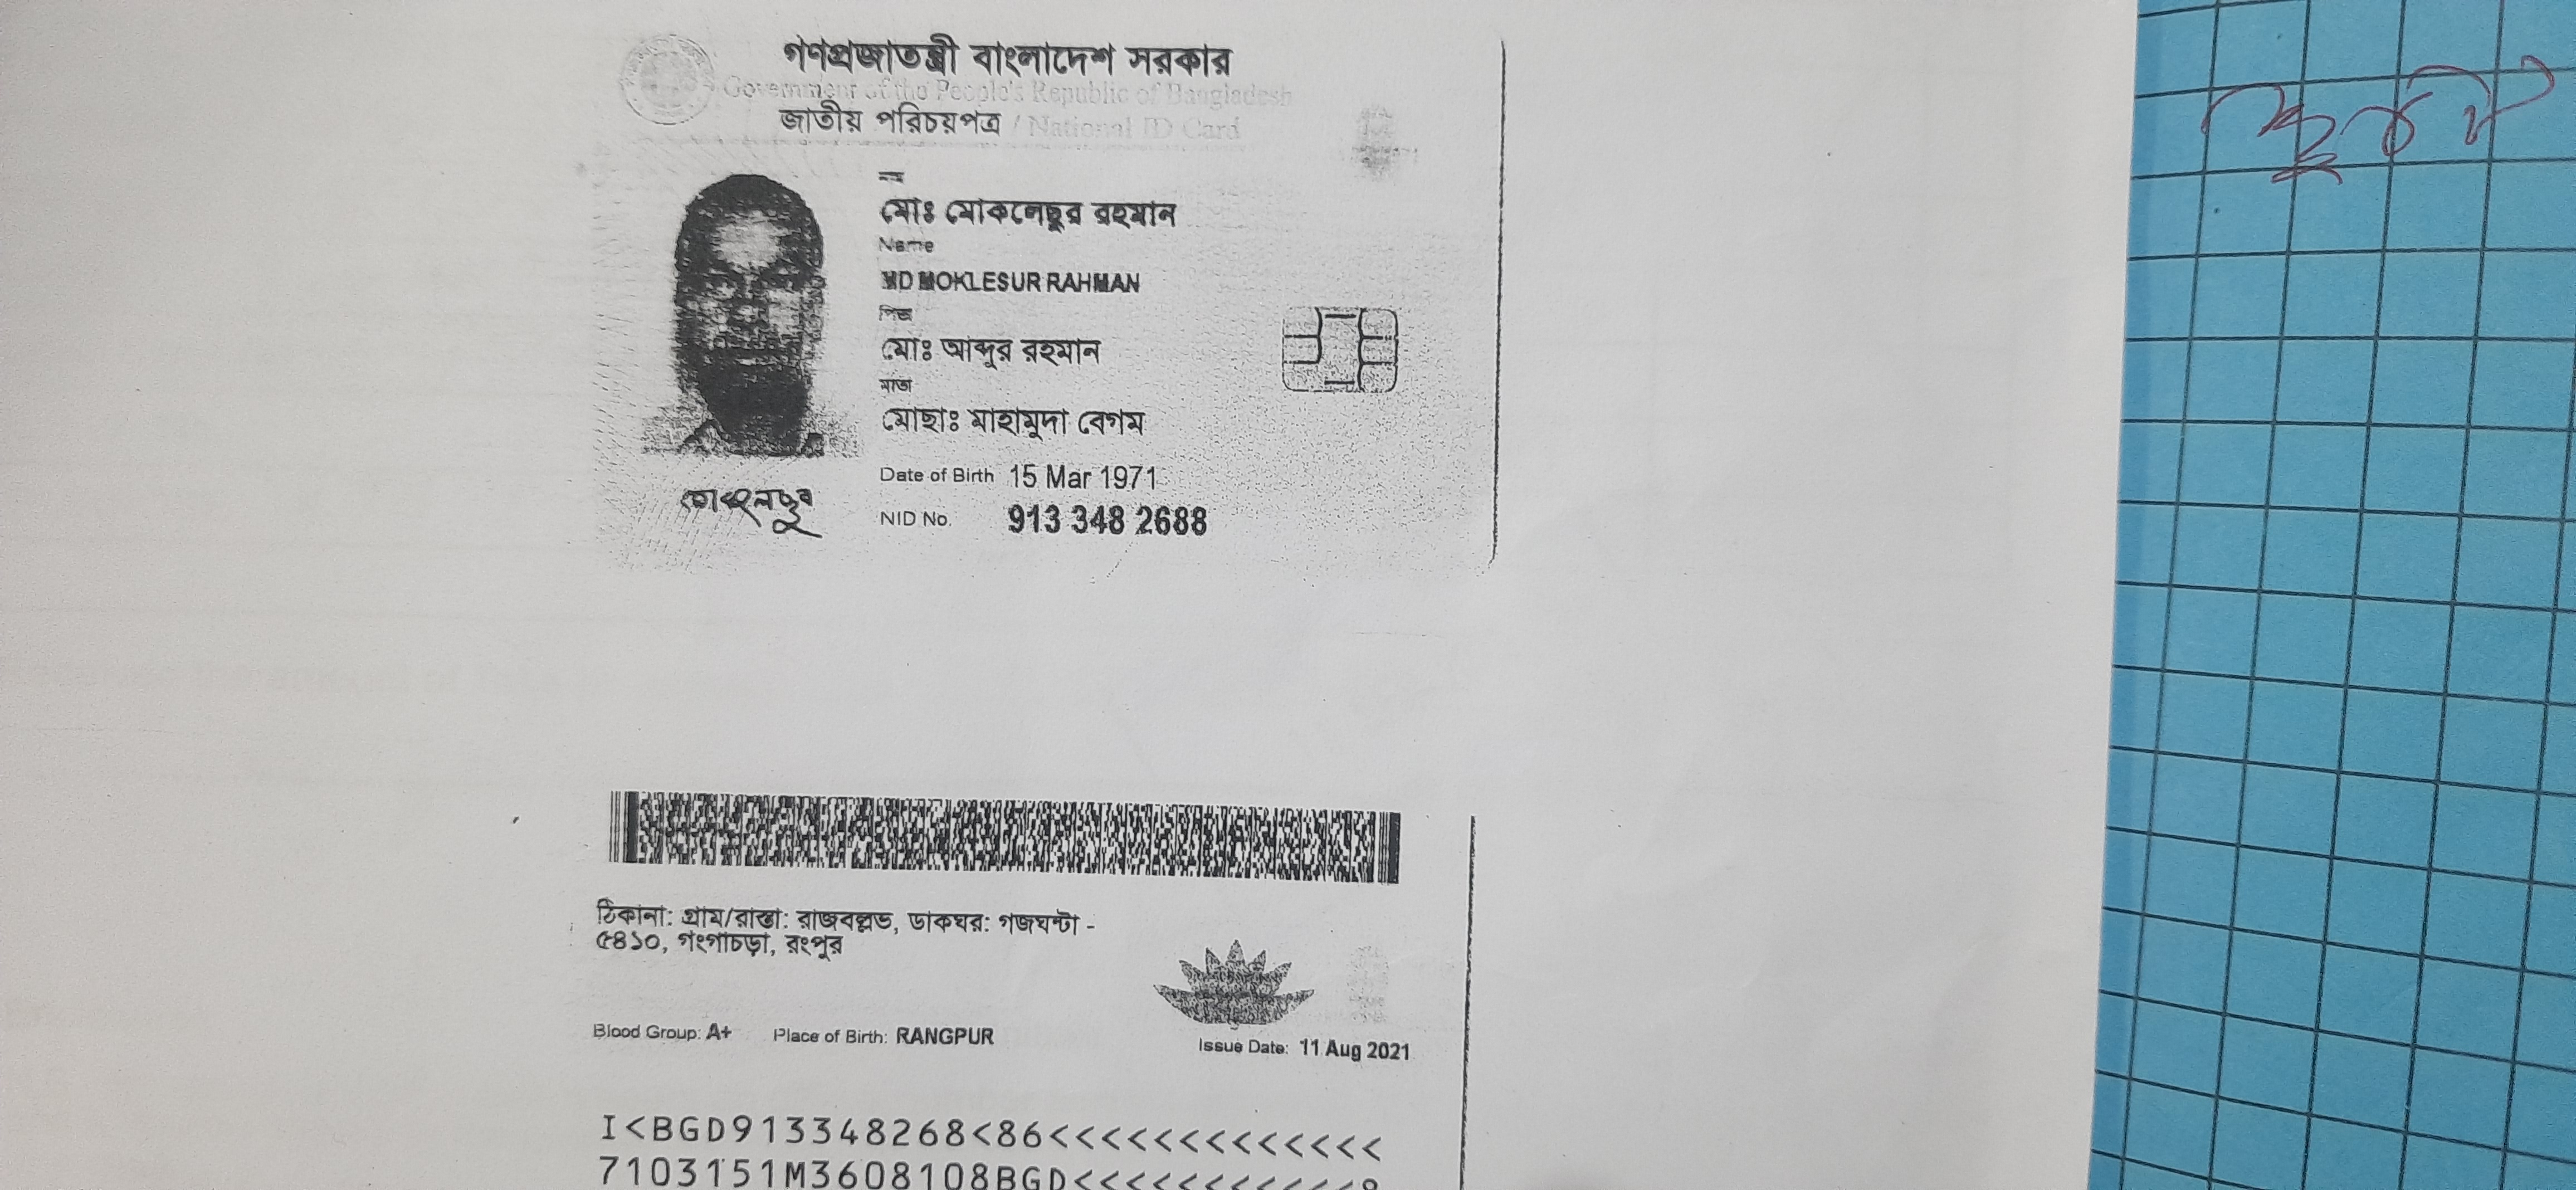 গণপ্রজাতন্ত্রী বাংলাদেশ সরকার
Government of the People's Republic of Bangladesh
জাতীয় পরিচয়পত্র / National ID Card
মোঃ মোকলেছুর রহমান
Name
MD MOKLESUR RAHMAN
পিতা
মোঃ আব্দুর রহমান
মাতা
মোছাঃ মাহামুদা বেগম
Date of Birth 15 Mar 1971
NID No. 913 348 2688
ঠিকানা: গ্রাম/রাস্তা: রাজবল্লভ, ডাকঘর: গজঘন্টা -
৫৪১০, গংগাচড়া, রংপুর
Blood Group: A+ Place of Birth: RANGPUR
Issue Date: 11 Aug 2021
I<BGD913348268<86<<<<<<<<<<<<<
7103151M3608108BGD<<<<<<<<<<<